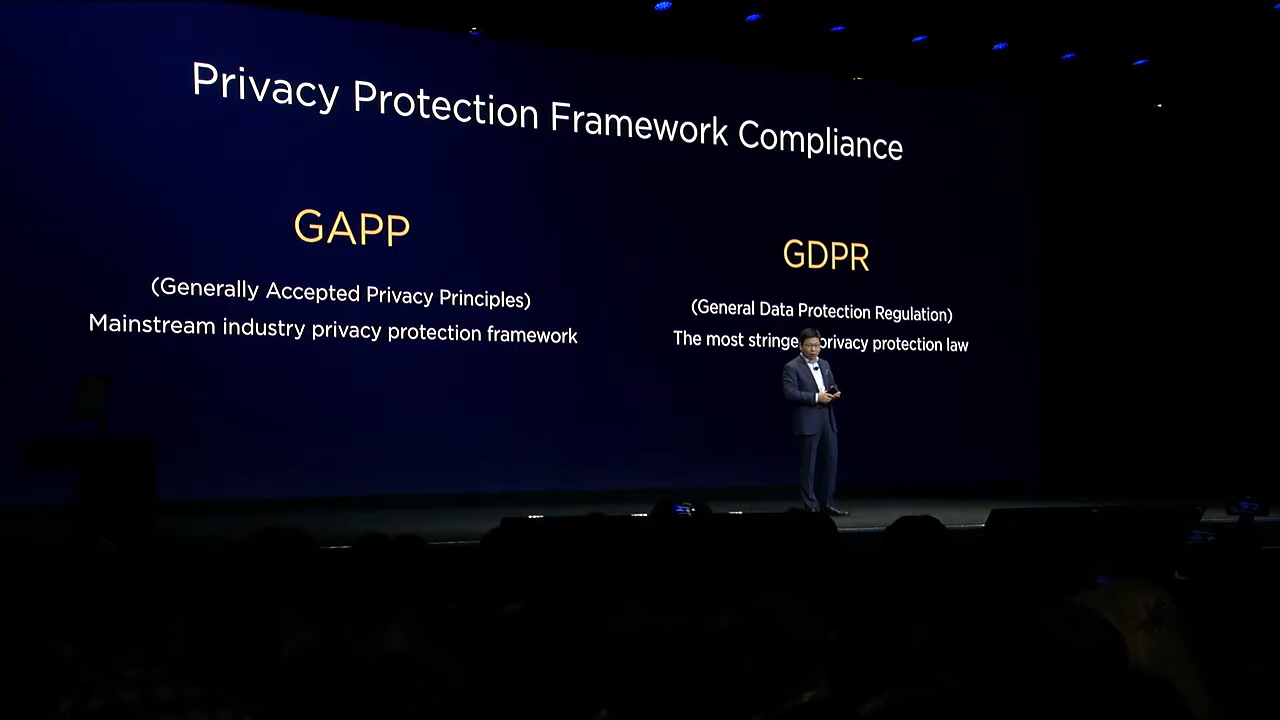 Privacy Protection Framework Compliance
GAPP
(Generally Accepted Privacy Principles)
Mainstream industry privacy protection framework
GDPR
(General Data Protection Regulation)
The most stringe privacy protection law